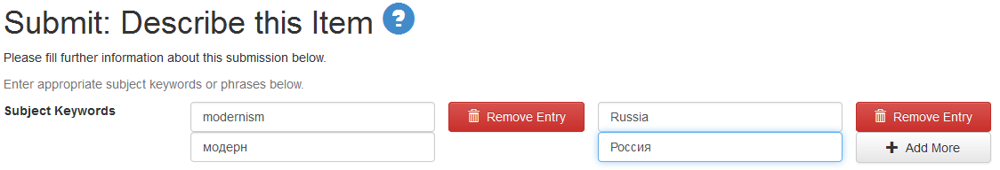 Submit: Describe this Item ?
Please fill further information about this submission below.
Enter appropriate subject keywords or phrases below.
Subject Keywords modernism Remove Entry Russia Remove Entry
модерн Россия Add More